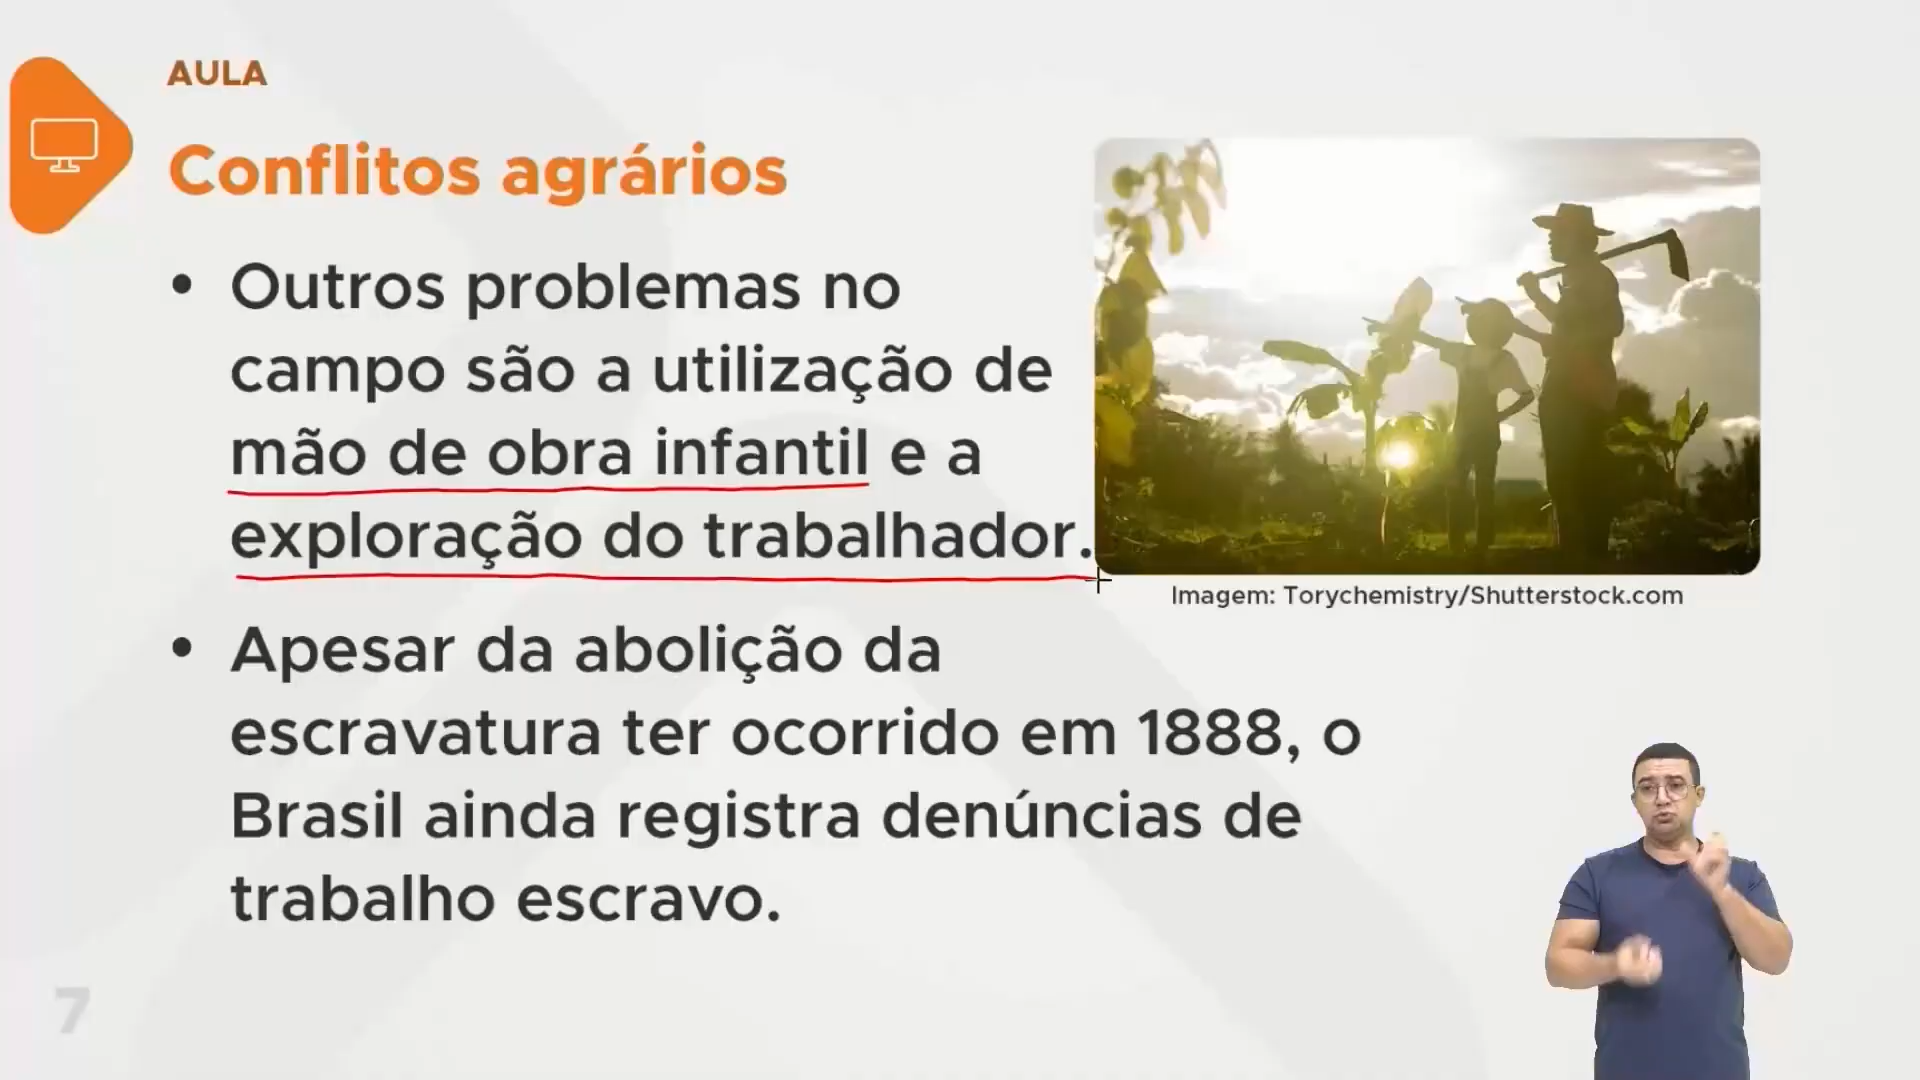 AULA
Conflitos agrários
• Outros problemas no
campo são a utilização de
mão de obra infantil e a
exploração do trabalhador.
Imagem: Torychemistry/Shutterstock.com
• Apesar da abolição da
escravatura ter ocorrido em 1888, o
Brasil ainda registra denúncias de
trabalho escravo.
7